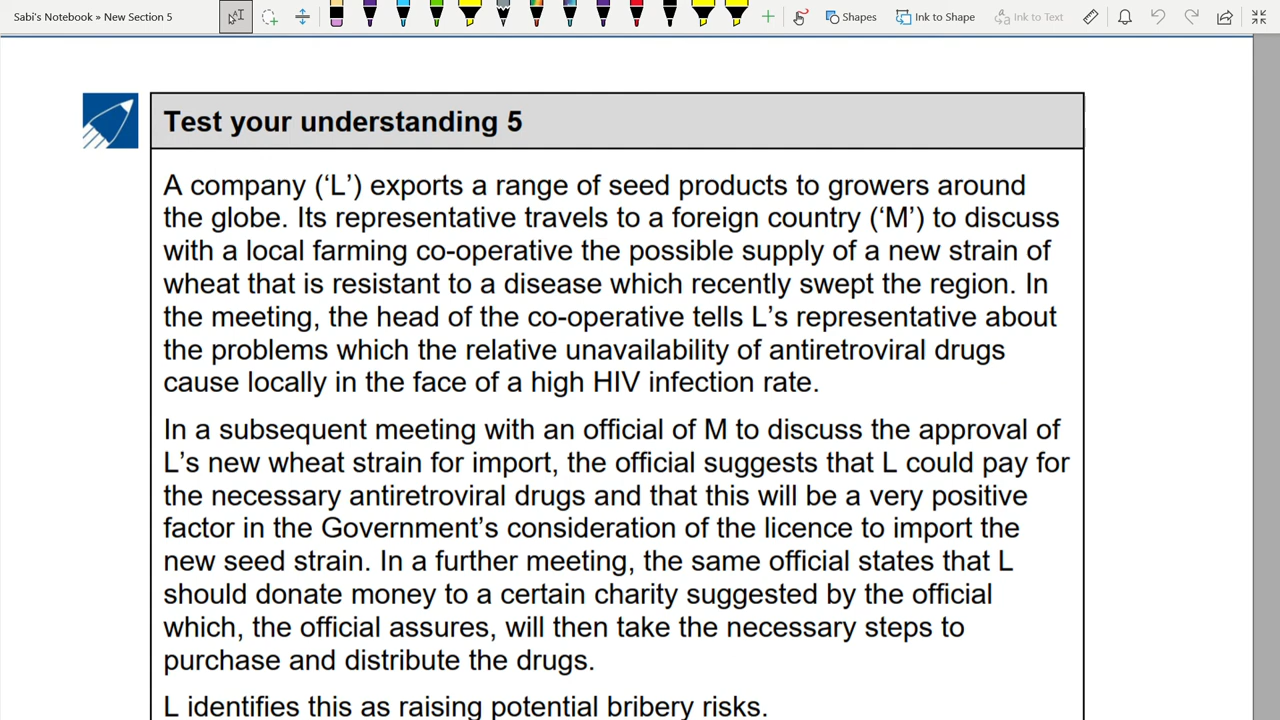 Sabi's Notebook » New Section 5
Shapes
Ink to Shape
Ink to Text
Test your understanding 5
A company (‘L’) exports a range of seed products to growers around
the globe. Its representative travels to a foreign country (‘M’) to discuss
with a local farming co-operative the possible supply of a new strain of
wheat that is resistant to a disease which recently swept the region. In
the meeting, the head of the co-operative tells L’s representative about
the problems which the relative unavailability of antiretroviral drugs
cause locally in the face of a high HIV infection rate.
In a subsequent meeting with an official of M to discuss the approval of
L’s new wheat strain for import, the official suggests that L could pay for
the necessary antiretroviral drugs and that this will be a very positive
factor in the Government’s consideration of the licence to import the
new seed strain. In a further meeting, the same official states that L
should donate money to a certain charity suggested by the official
which, the official assures, will then take the necessary steps to
purchase and distribute the drugs.
L identifies this as raising potential bribery risks.